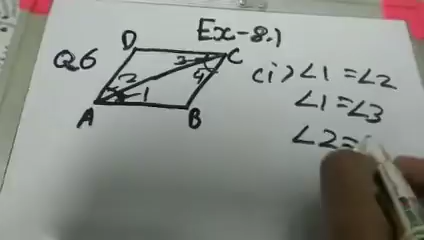 Ex-8.1
Q6
D
C
2
3
4
1
A
B
(i) ∠1 = ∠2
∠1 = ∠3
∠2 =